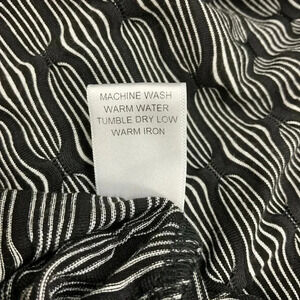 MACHINE WASH
WARM WATER
TUMBLE DRY LOW
WARM IRON